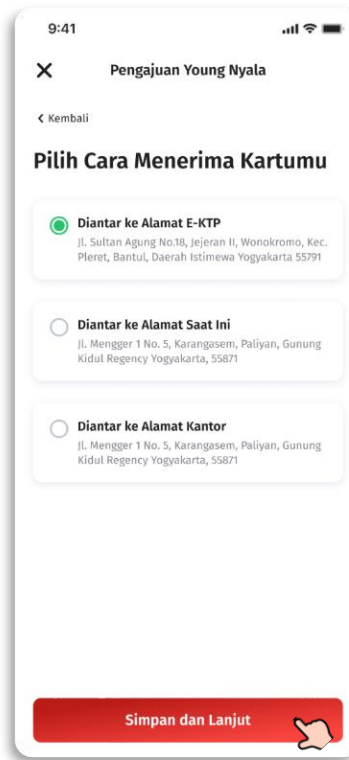 9:41
Pengajuan Young Nyala
Kembali
Pilih Cara Menerima Kartumu
Diantar ke Alamat E-KTP
Jl. Sultan Agung No.18, Jejeran II, Wonokromo, Kec.
Pleret, Bantul, Daerah Istimewa Yogyakarta 55791
Diantar ke Alamat Saat Ini
Jl. Mengger 1 No. 5, Karangasem, Paliyan, Gunung
Kidul Regency Yogyakarta, 55871
Diantar ke Alamat Kantor
Jl. Mengger 1 No. 5, Karangasem, Paliyan, Gunung
Kidul Regency Yogyakarta, 55871
Simpan dan Lanjut